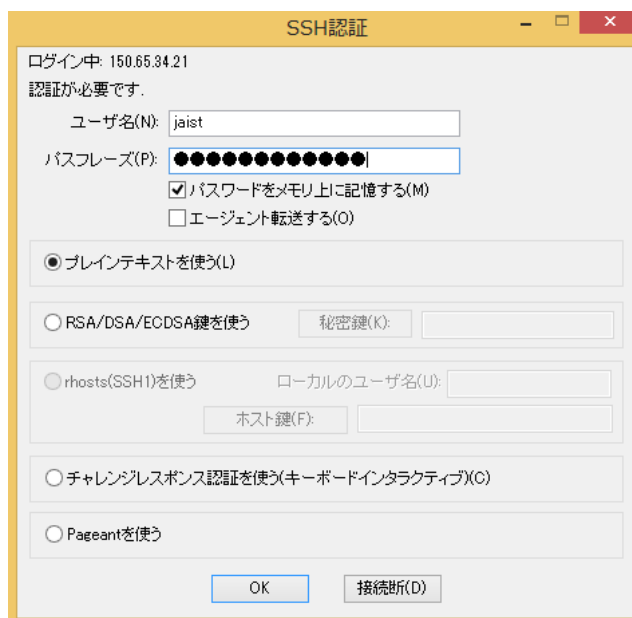 SSH認証
ログイン中: 150.65.34.21
認証が必要です.
ユーザ名(N): jaist
パスフレーズ(P): ●●●●●●●●●●●●
パスワードをメモリ上に記憶する(M)
エージェント転送する(O)
プレインテキストを使う(L)
RSA/DSA/ECDSA鍵を使う 秘密鍵(K):
rhosts(SSH1)を使う ローカルのユーザ名(U):
ホスト鍵(F):
チャレンジレスポンス認証を使う(キーボードインタラクティブ)(C)
Pageantを使う
OK 接続断(D)